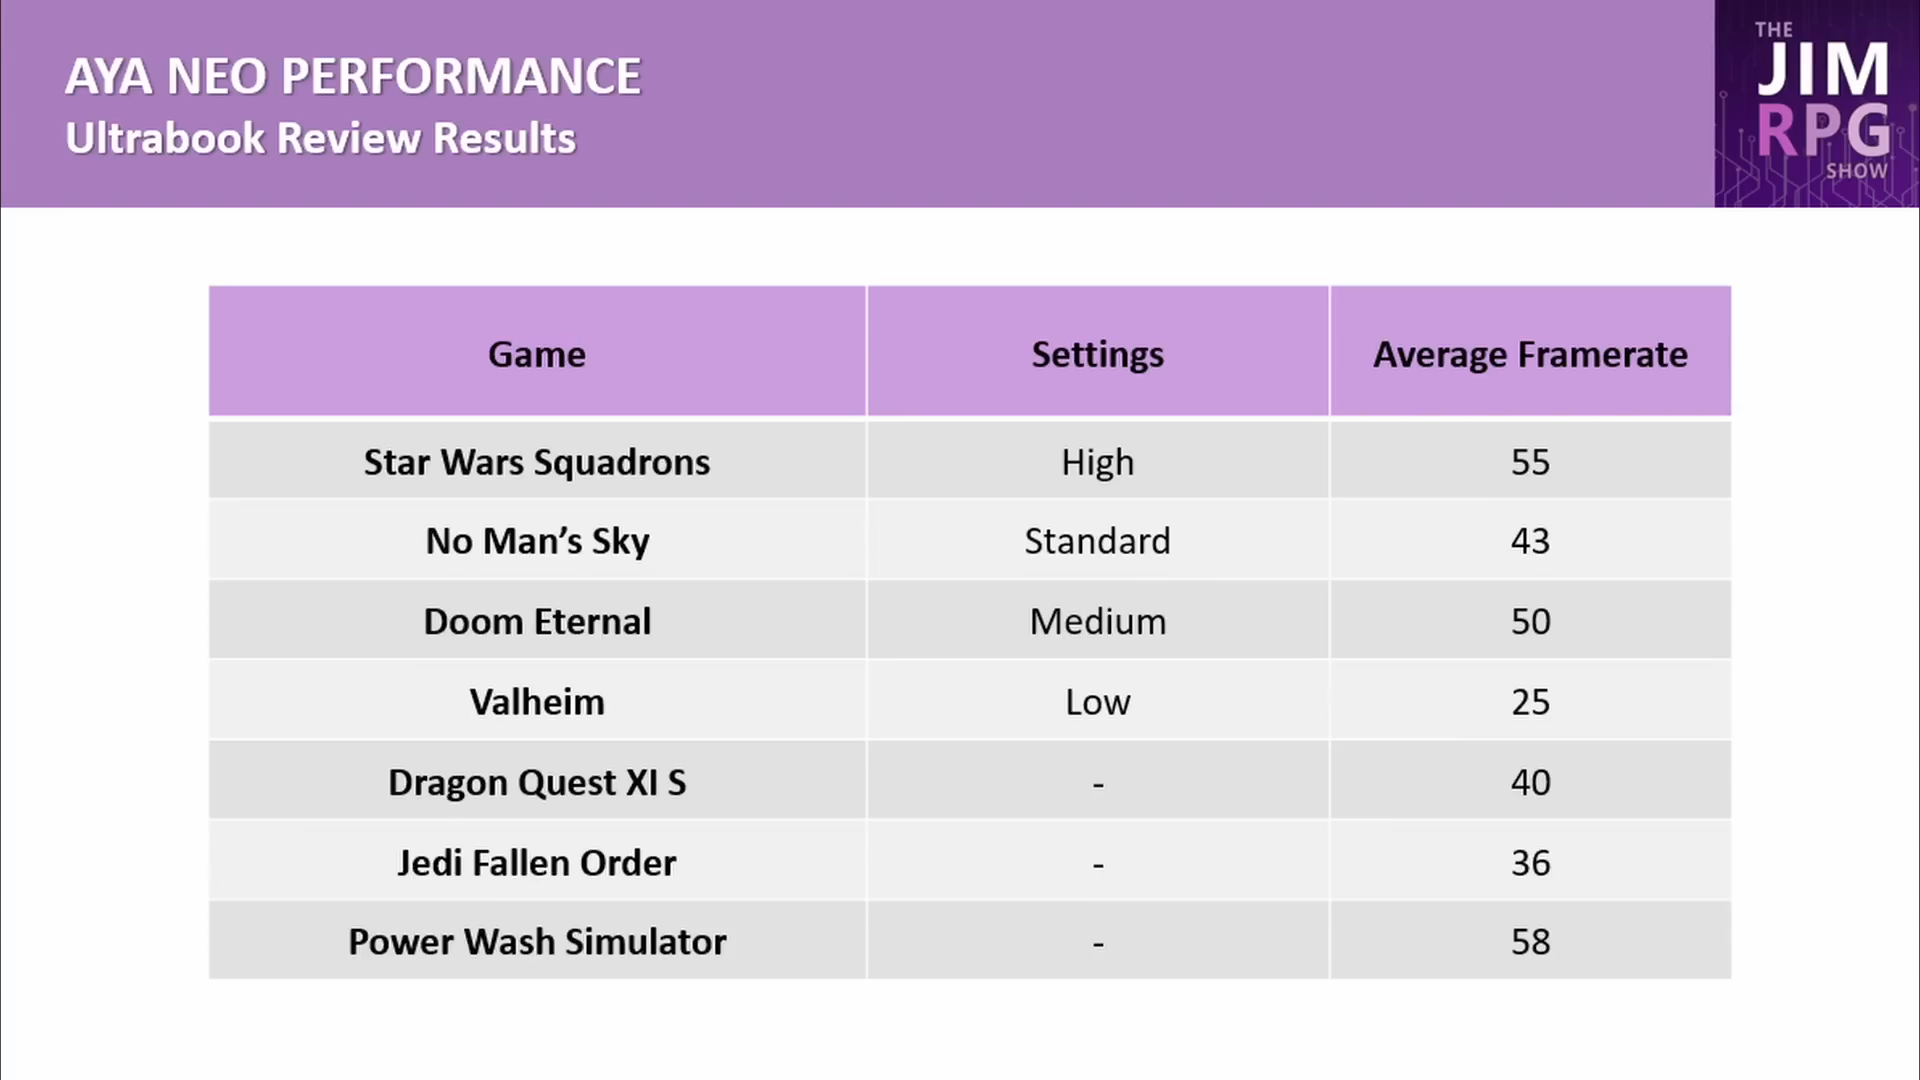 AYA NEO PERFORMANCE
Ultrabook Review Results
THE
JIM
RPG
SHOW
Game Settings Average Framerate
Star Wars Squadrons High 55
No Man’s Sky Standard 43
Doom Eternal Medium 50
Valheim Low 25
Dragon Quest XI S - 40
Jedi Fallen Order - 36
Power Wash Simulator - 58